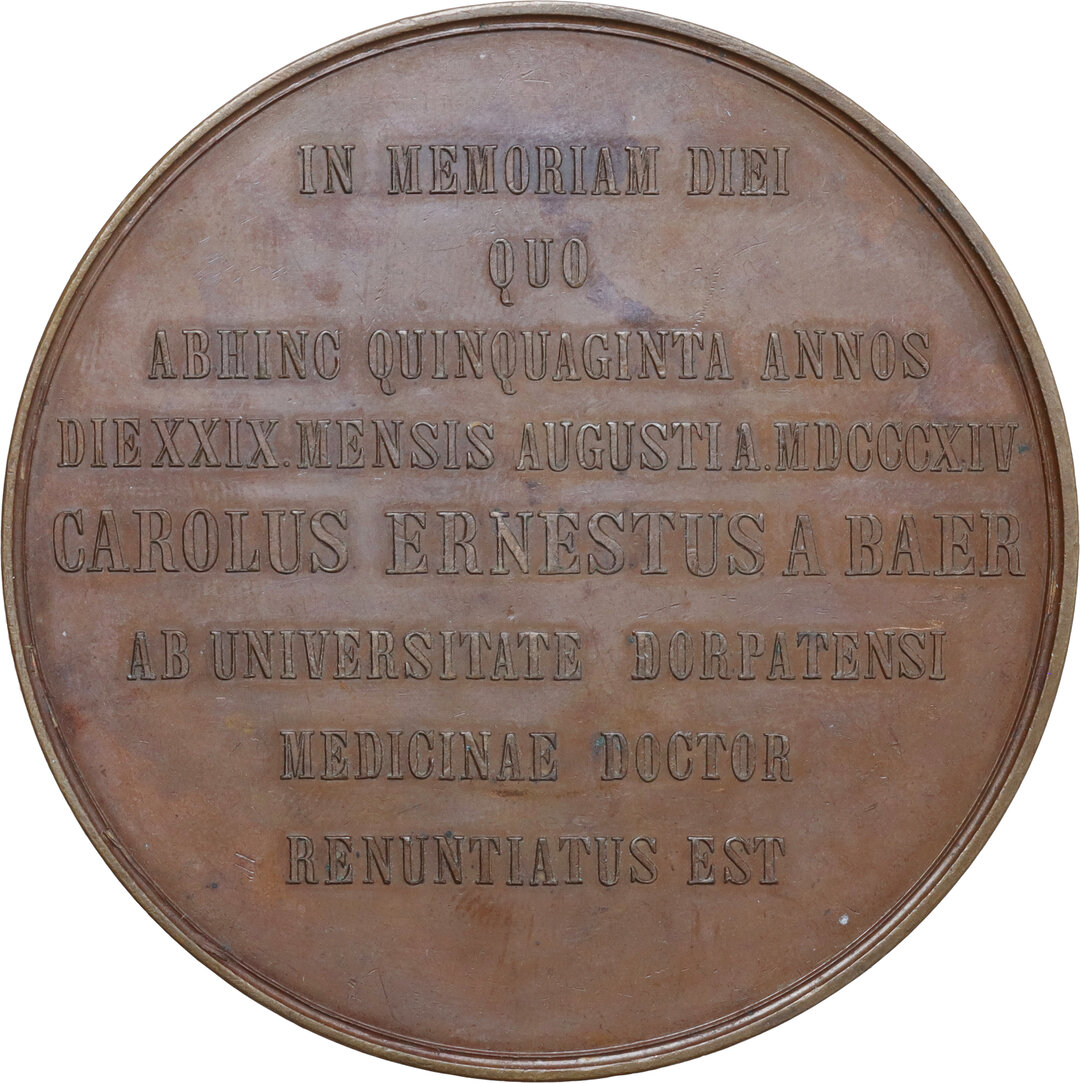 IN MEMORIAM DIEI
QUO
ABHINC QUINQUAGINTA ANNOS
DIE XXIX. MENSIS AUGUSTI A. MDCCCXIV
CAROLUS ERNESTUS A BAER
AB UNIVERSITATE DORPATENSI
MEDICINAE DOCTOR
RENUNTIATUS EST